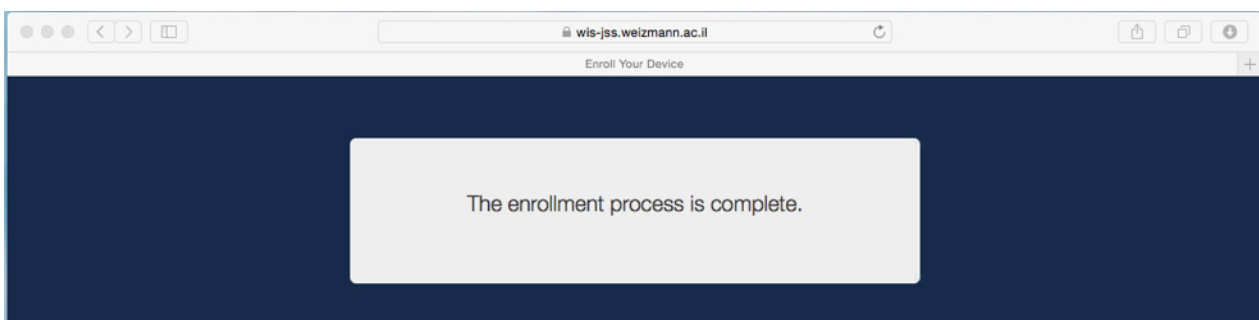 wis-jss.weizmann.ac.il
Enroll Your Device
The enrollment process is complete.